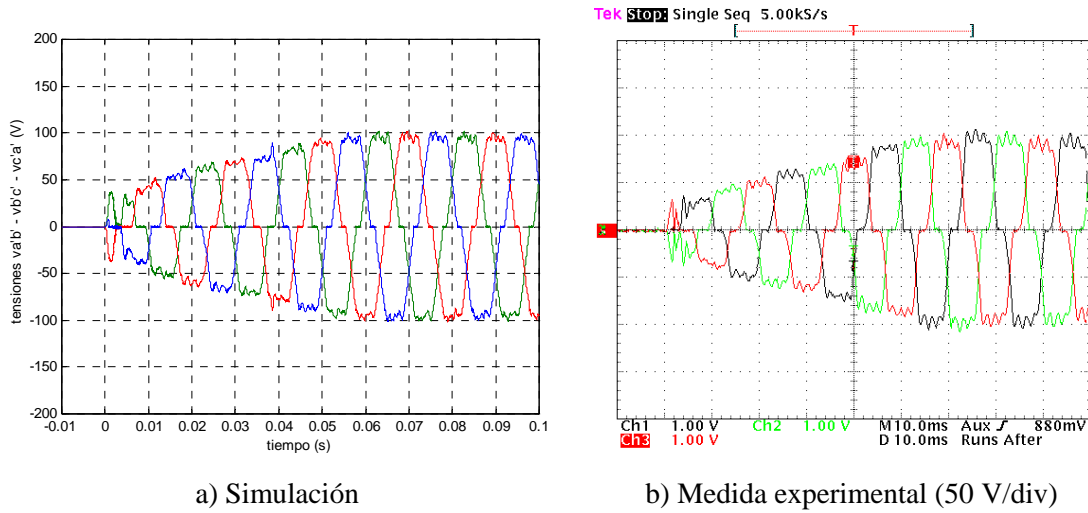 200
150
100
50
0
-50
-100
-150
-200
-0.01 0 0.01 0.02 0.03 0.04 0.05 0.06 0.07 0.08 0.09 0.1
tiempo (s)
tensiones va'b' - vb'c' - vc'a' (V)
a) Simulación
Tek Stop: Single Seq 5.00kS/s
Ch1 1.00 V Ch2 1.00 V M 10.0ms Aux 880mV
Ch3 1.00 V D 10.0ms Runs After
b) Medida experimental (50 V/div)